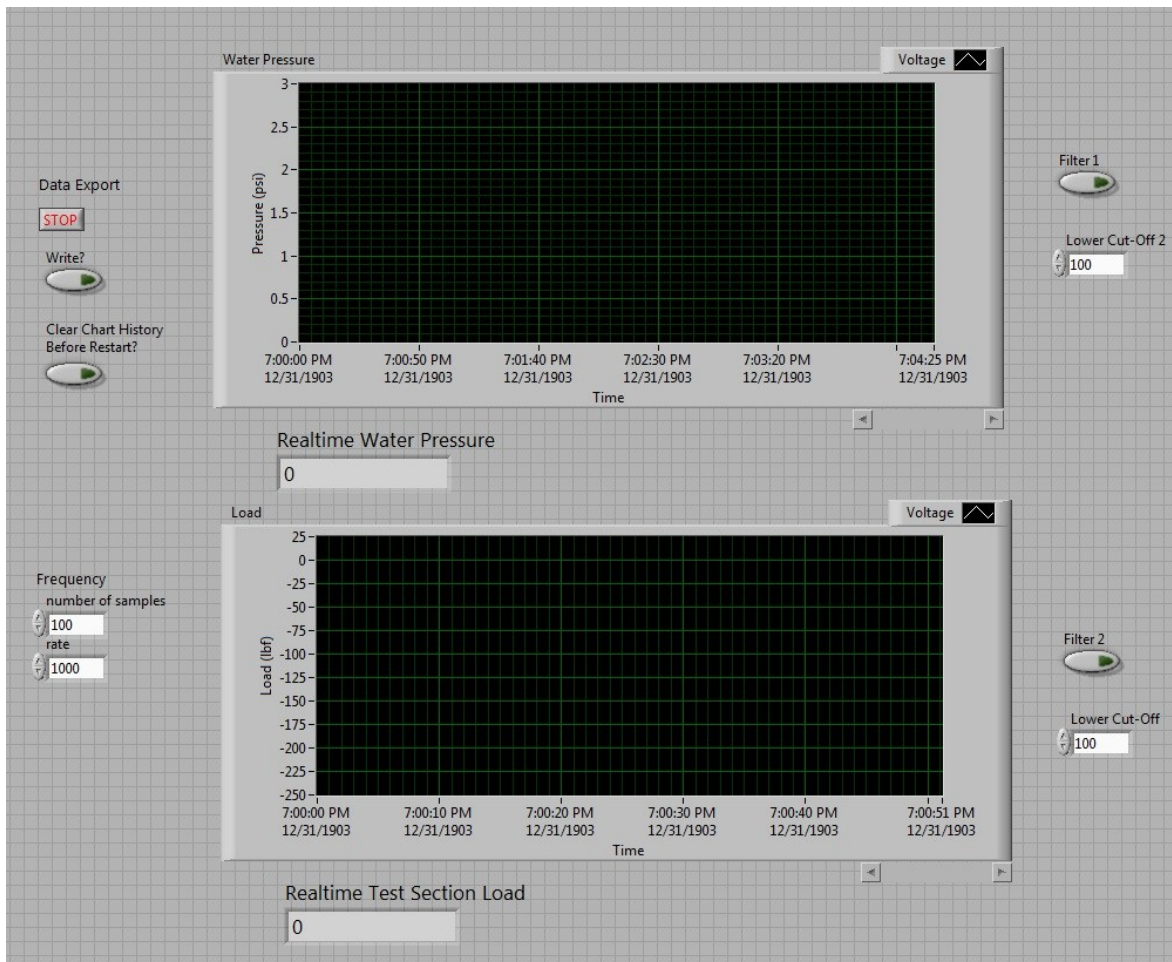 Water Pressure
Voltage
3
2.5
2
1.5
1
0.5
0
Pressure (psi)
7:00:00 PM 7:00:50 PM 7:01:40 PM 7:02:30 PM 7:03:20 PM 7:04:25 PM
12/31/1903 12/31/1903 12/31/1903 12/31/1903 12/31/1903 12/31/1903
Time
Data Export
STOP
Write?
Clear Chart History
Before Restart?
Filter 1
Lower Cut-Off 2
100
Realtime Water Pressure
0
Load
Voltage
25
0
-25
-50
-75
-100
-125
-150
-175
-200
-225
-250
Load (lbf)
7:00:00 PM 7:00:10 PM 7:00:20 PM 7:00:30 PM 7:00:40 PM 7:00:51 PM
12/31/1903 12/31/1903 12/31/1903 12/31/1903 12/31/1903 12/31/1903
Time
Frequency
number of samples
100
rate
1000
Filter 2
Lower Cut-Off
100
Realtime Test Section Load
0